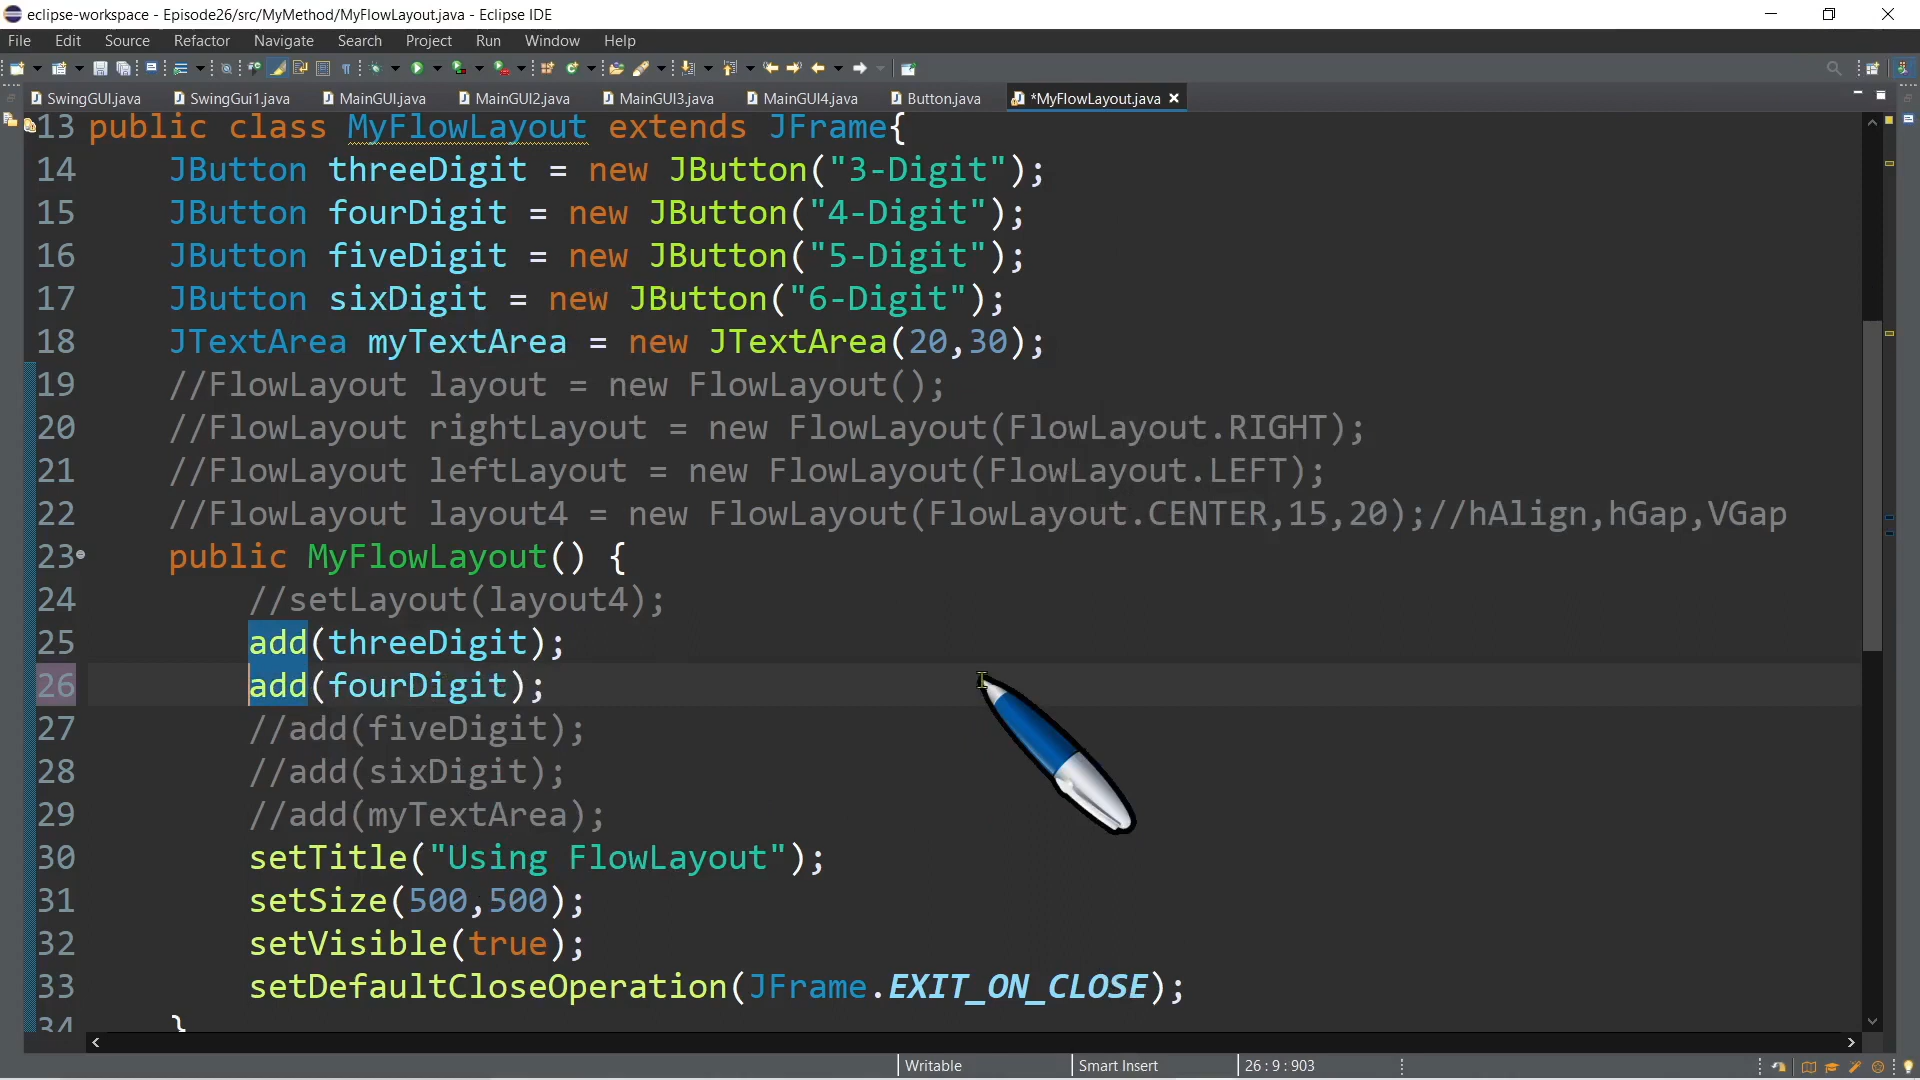 eclipse-workspace - Episode26/src/MyMethod/MyFlowLayout.java - Eclipse IDE
File Edit Source Refactor Navigate Search Project Run Window Help
SwingGUI.java SwingGui1.java MainGUI.java MainGUI2.java MainGUI3.java MainGUI4.java Button.java *MyFlowLayout.java
13 public class MyFlowLayout extends JFrame{
14 JButton threeDigit = new JButton("3-Digit");
15 JButton fourDigit = new JButton("4-Digit");
16 JButton fiveDigit = new JButton("5-Digit");
17 JButton sixDigit = new JButton("6-Digit");
18 JTextArea myTextArea = new JTextArea(20,30);
19 //FlowLayout layout = new FlowLayout();
20 //FlowLayout rightLayout = new FlowLayout(FlowLayout.RIGHT);
21 //FlowLayout leftLayout = new FlowLayout(FlowLayout.LEFT);
22 //FlowLayout layout4 = new FlowLayout(FlowLayout.CENTER,15,20);//hAlign,hGap,VGap
23 public MyFlowLayout() {
24 //setLayout(layout4);
25 add(threeDigit);
26 add(fourDigit);
27 //add(fiveDigit);
28 //add(sixDigit);
29 //add(myTextArea);
30 setTitle("Using FlowLayout");
31 setSize(500,500);
32 setVisible(true);
33 setDefaultCloseOperation(JFrame.EXIT_ON_CLOSE);
34 }
Writable Smart Insert 26 : 9 : 903